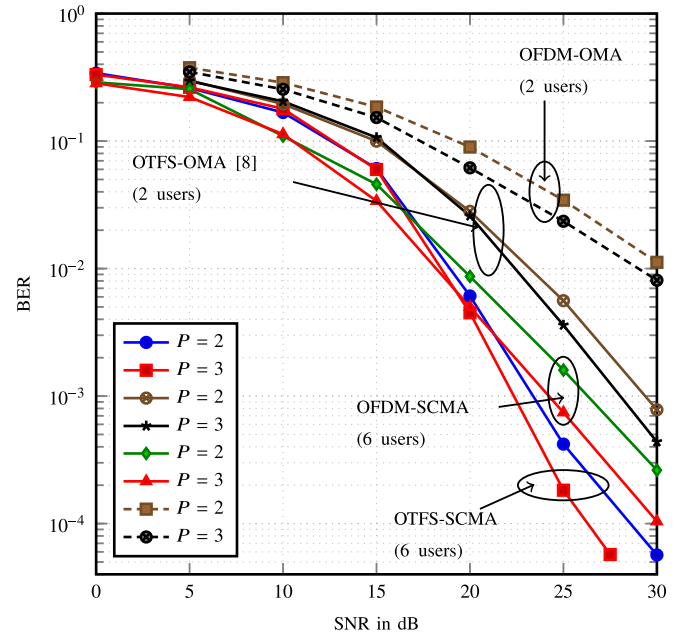 10^0
10^−1
10^−2
10^−3
10^−4
BER
0
5
10
15
20
25
30
SNR in dB
OFDM-OMA
(2 users)
OTFS-OMA [8]
(2 users)
OFDM-SCMA
(6 users)
OTFS-SCMA
(6 users)
P = 2
P = 3
P = 2
P = 3
P = 2
P = 3
P = 2
P = 3